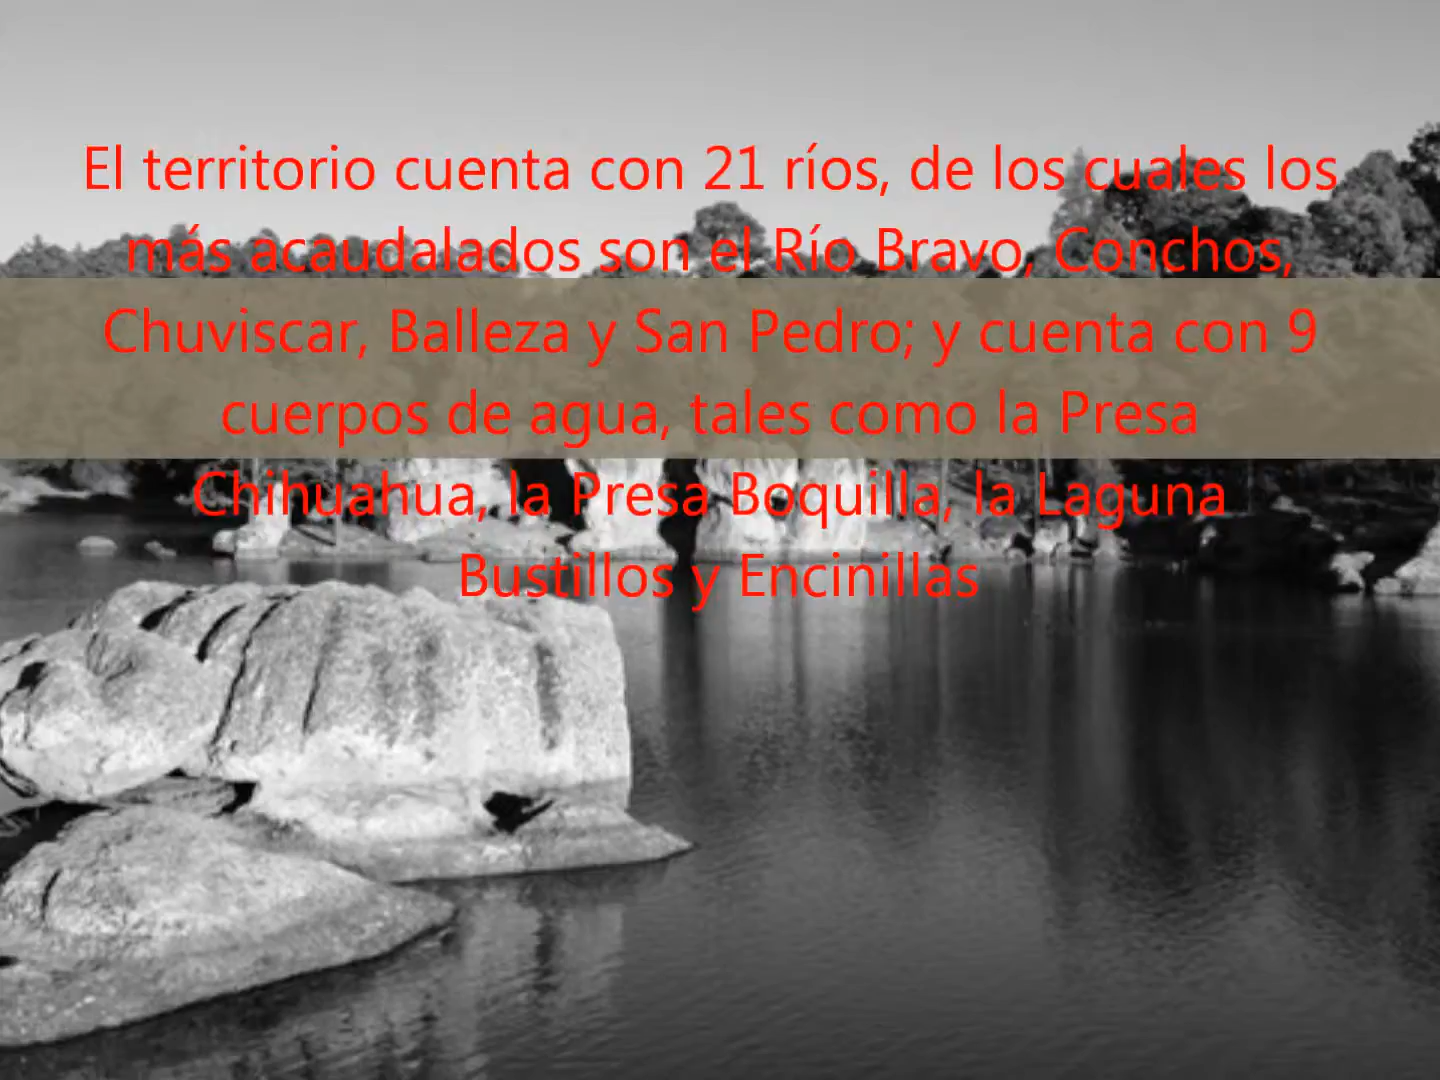 El territorio cuenta con 21 ríos, de los cuales los
más acaudalados son el Río Bravo, Conchos,
Chuviscar, Balleza y San Pedro; y cuenta con 9
cuerpos de agua, tales como la Presa
Chihuahua, la Presa Boquilla, la Laguna
Bustillos y Encinillas